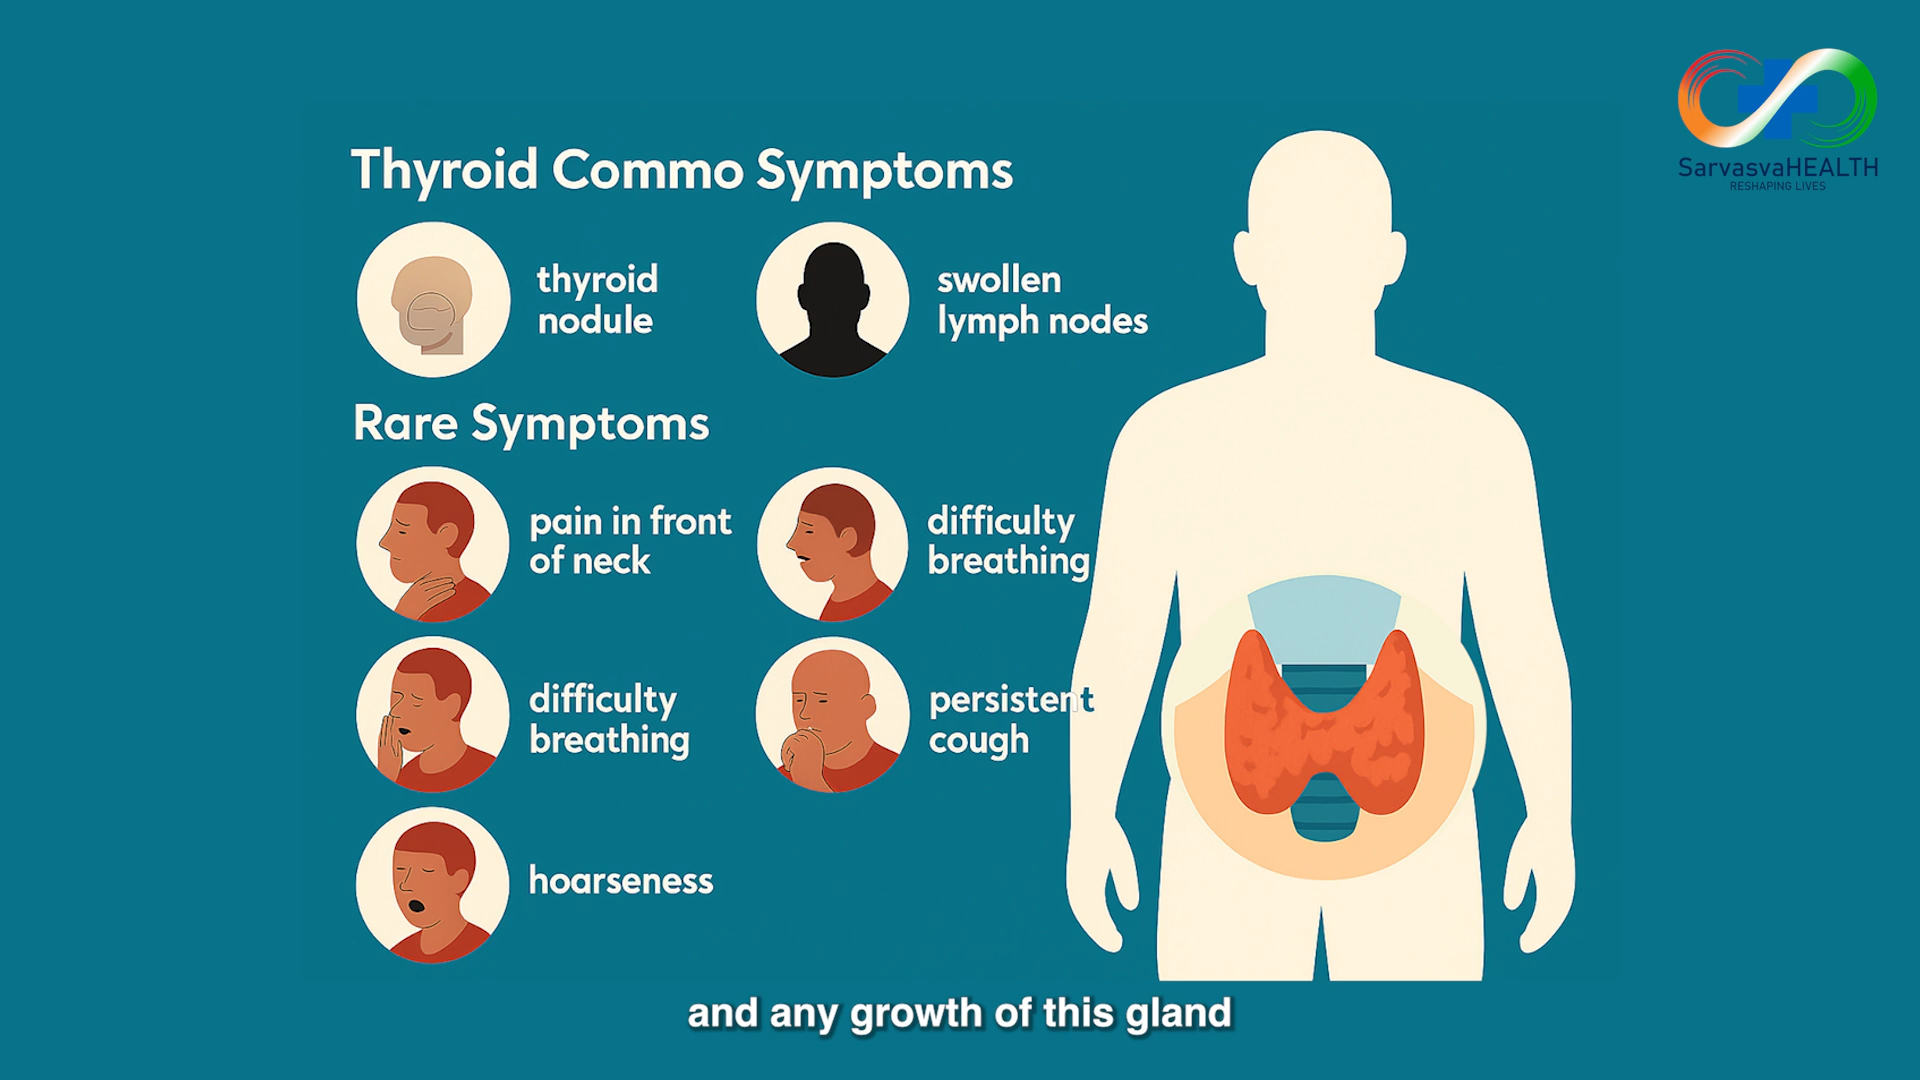 SarvasvaHEALTH
RESHAPING LIVES
Thyroid Commo Symptoms
thyroid
nodule
swollen
lymph nodes
Rare Symptoms
pain in front
of neck
difficulty
breathing
difficulty
breathing
persistent
cough
hoarseness
and any growth of this gland